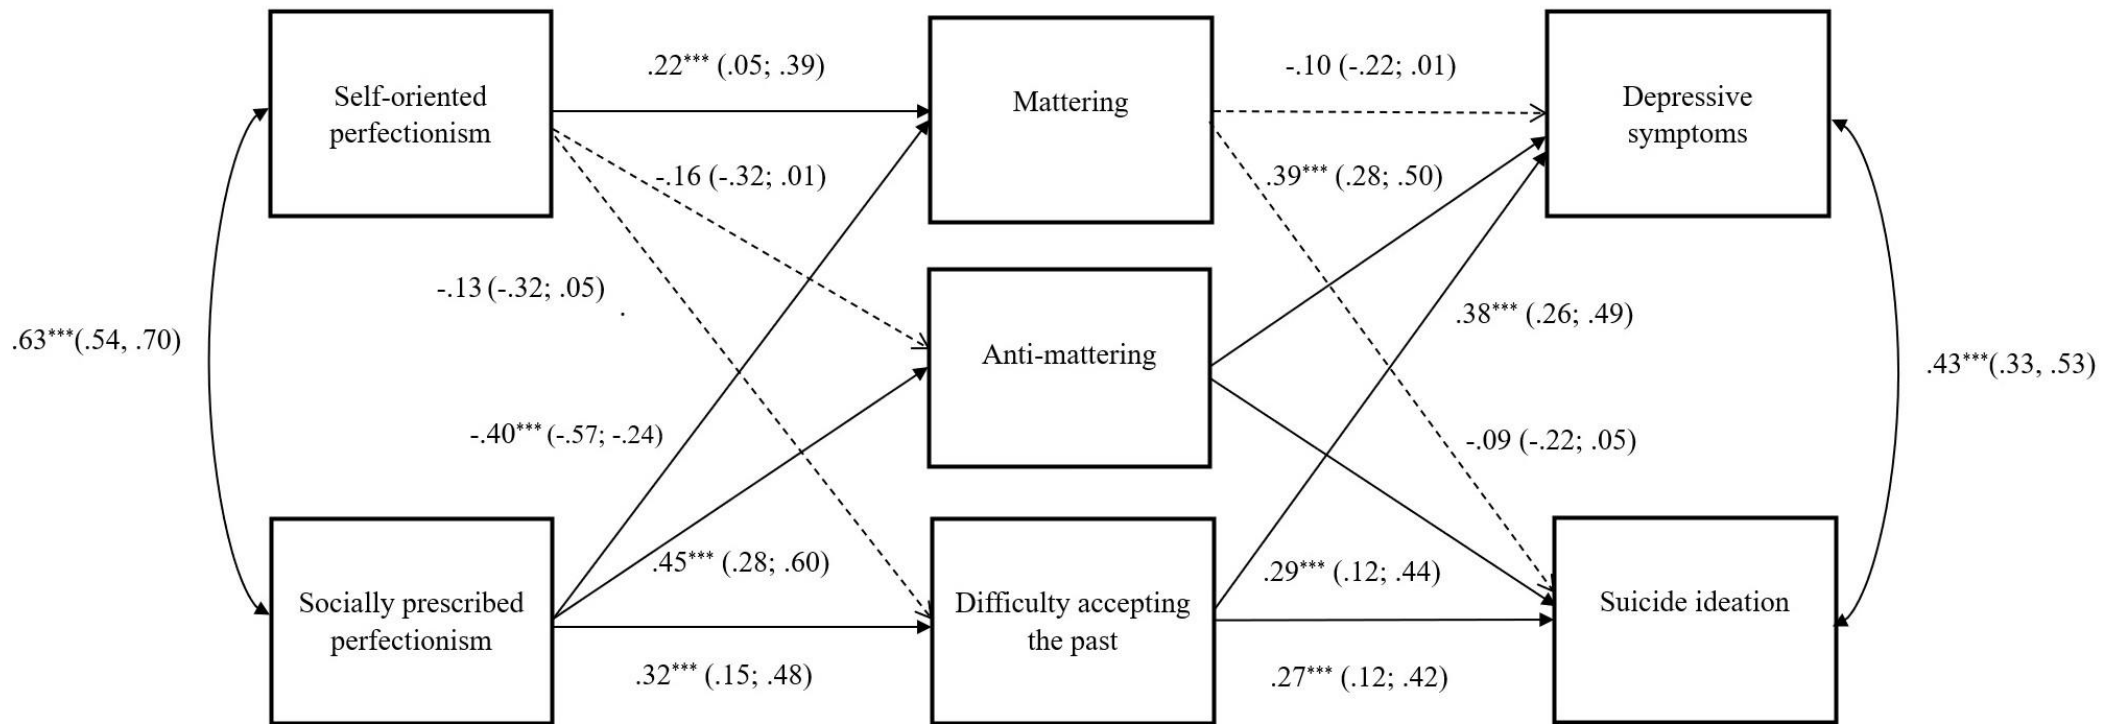 .22*** (.05; .39)
-.10 (-.22; .01)
Self-oriented
perfectionism
Mattering
Depressive
symptoms
-.16 (-.32; .01)
.39*** (.28; .50)
-.13 (-.32; .05)
.
.63***(.54, .70)
.38*** (.26; .49)
Anti-mattering
.43***(.33, .53)
-.40*** (-.57; -.24)
-.09 (-.22; .05)
.45*** (.28; .60)
.29*** (.12; .44)
Socially prescribed
perfectionism
Difficulty accepting
the past
Suicide ideation
.32*** (.15; .48)
.27*** (.12; .42)